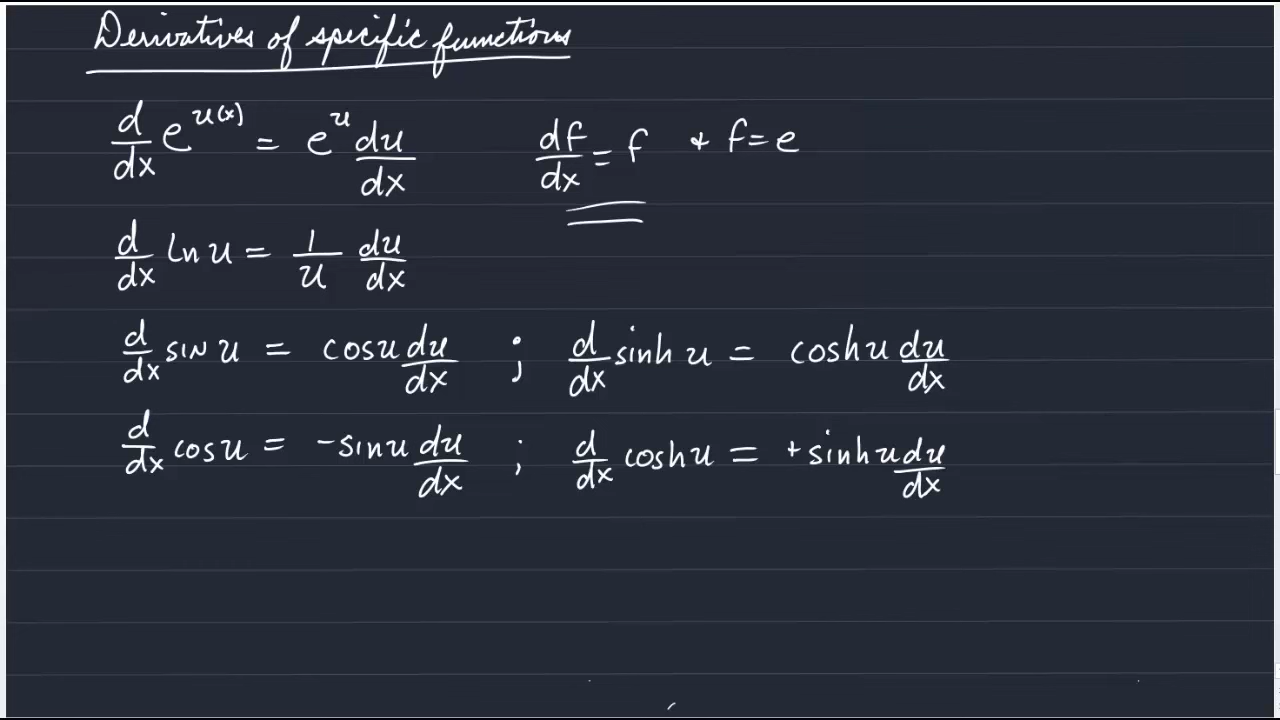 Derivatives of specific functions
d/dx e^u(x) = e^u du/dx    df/dx = f + f = e
d/dx ln u = 1/u du/dx
d/dx sin u = cos u du/dx ; d/dx sinh u = cosh u du/dx
d/dx cos u = -sin u du/dx ; d/dx cosh u = + sinh u du/dx